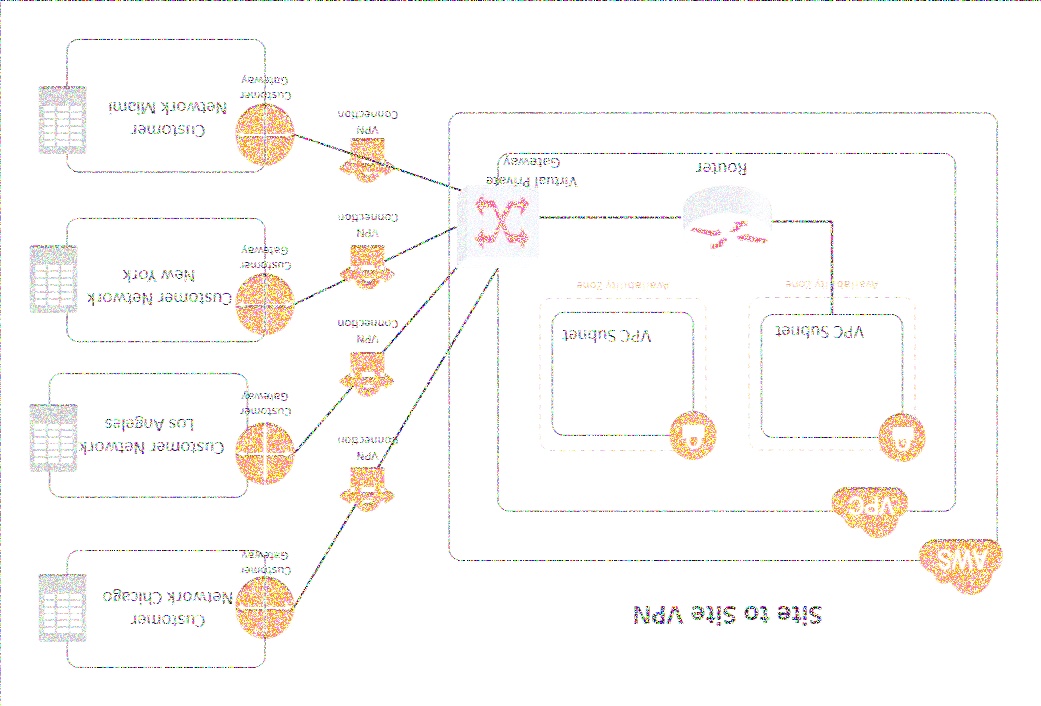 Site to Site VPN
AWS
VPC
VPC Subnet
Availability Zone
VPC Subnet
Availability Zone
Router
Virtual Private
Gateway
VPN
Connection
VPN
Connection
VPN
Connection
VPN
Connection
Customer
Network Chicago
Customer
Gateway
Customer Network
Los Angeles
Customer
Gateway
Customer Network
New York
Customer
Gateway
Customer
Network Miami
Customer
Gateway